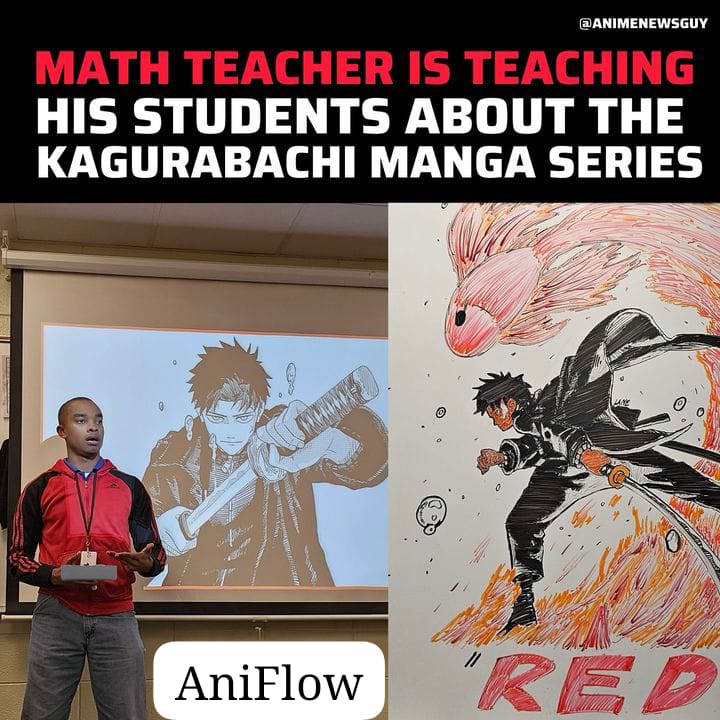 @ANIMENEWSGUY
MATH TEACHER IS TEACHING
HIS STUDENTS ABOUT THE
KAGURABACHI MANGA SERIES
"RED
AniFlow